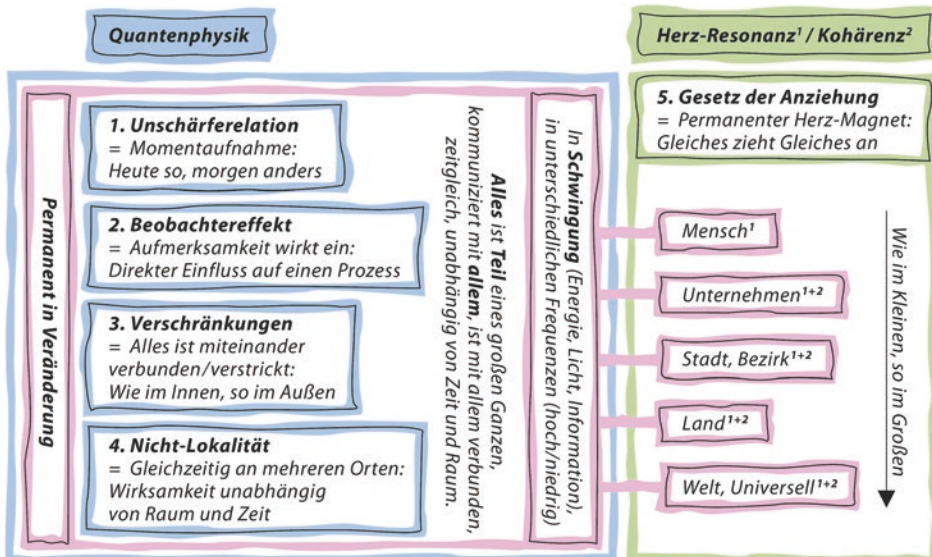 Quantenphysik
Herz-Resonanz¹ / Kohärenz²
Permanent in Veränderung
1. Unschärferelation
= Momentaufnahme:
Heute so, morgen anders
2. Beobachtereffekt
= Aufmerksamkeit wirkt ein:
Direkter Einfluss auf einen Prozess
3. Verschränkungen
= Alles ist miteinander
verbunden/verstrickt:
Wie im Innen, so im Außen
4. Nicht-Lokalität
= Gleichzeitig an mehreren Orten:
Wirksamkeit unabhängig
von Raum und Zeit
Alles ist Teil eines großen Ganzen,
kommuniziert mit allem, ist mit allem verbunden,
zeitgleich, unabhängig von Zeit und Raum.
In Schwingung (Energie, Licht, Information),
in unterschiedlichen Frequenzen (hoch/niedrig)
5. Gesetz der Anziehung
= Permanenter Herz-Magnet:
Gleiches zieht Gleiches an
Mensch¹
Unternehmen¹⁺²
Stadt, Bezirk¹⁺²
Land¹⁺²
Welt, Universell¹⁺²
Wie im Kleinen, so im Großen